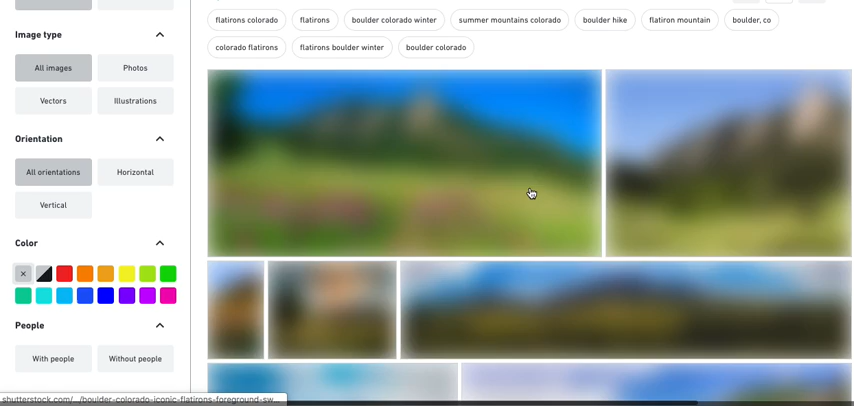 flatirons colorado flatirons boulder colorado winter summer mountains colorado boulder hike flatiron mountain boulder, co
colorado flatirons flatirons boulder winter boulder colorado
Image type
All images Photos
Vectors Illustrations
Orientation
All orientations Horizontal
Vertical
Color
People
With people Without people
shutterstock.com/.../boulder-colorado-iconic-flatirons-foreground-sw...